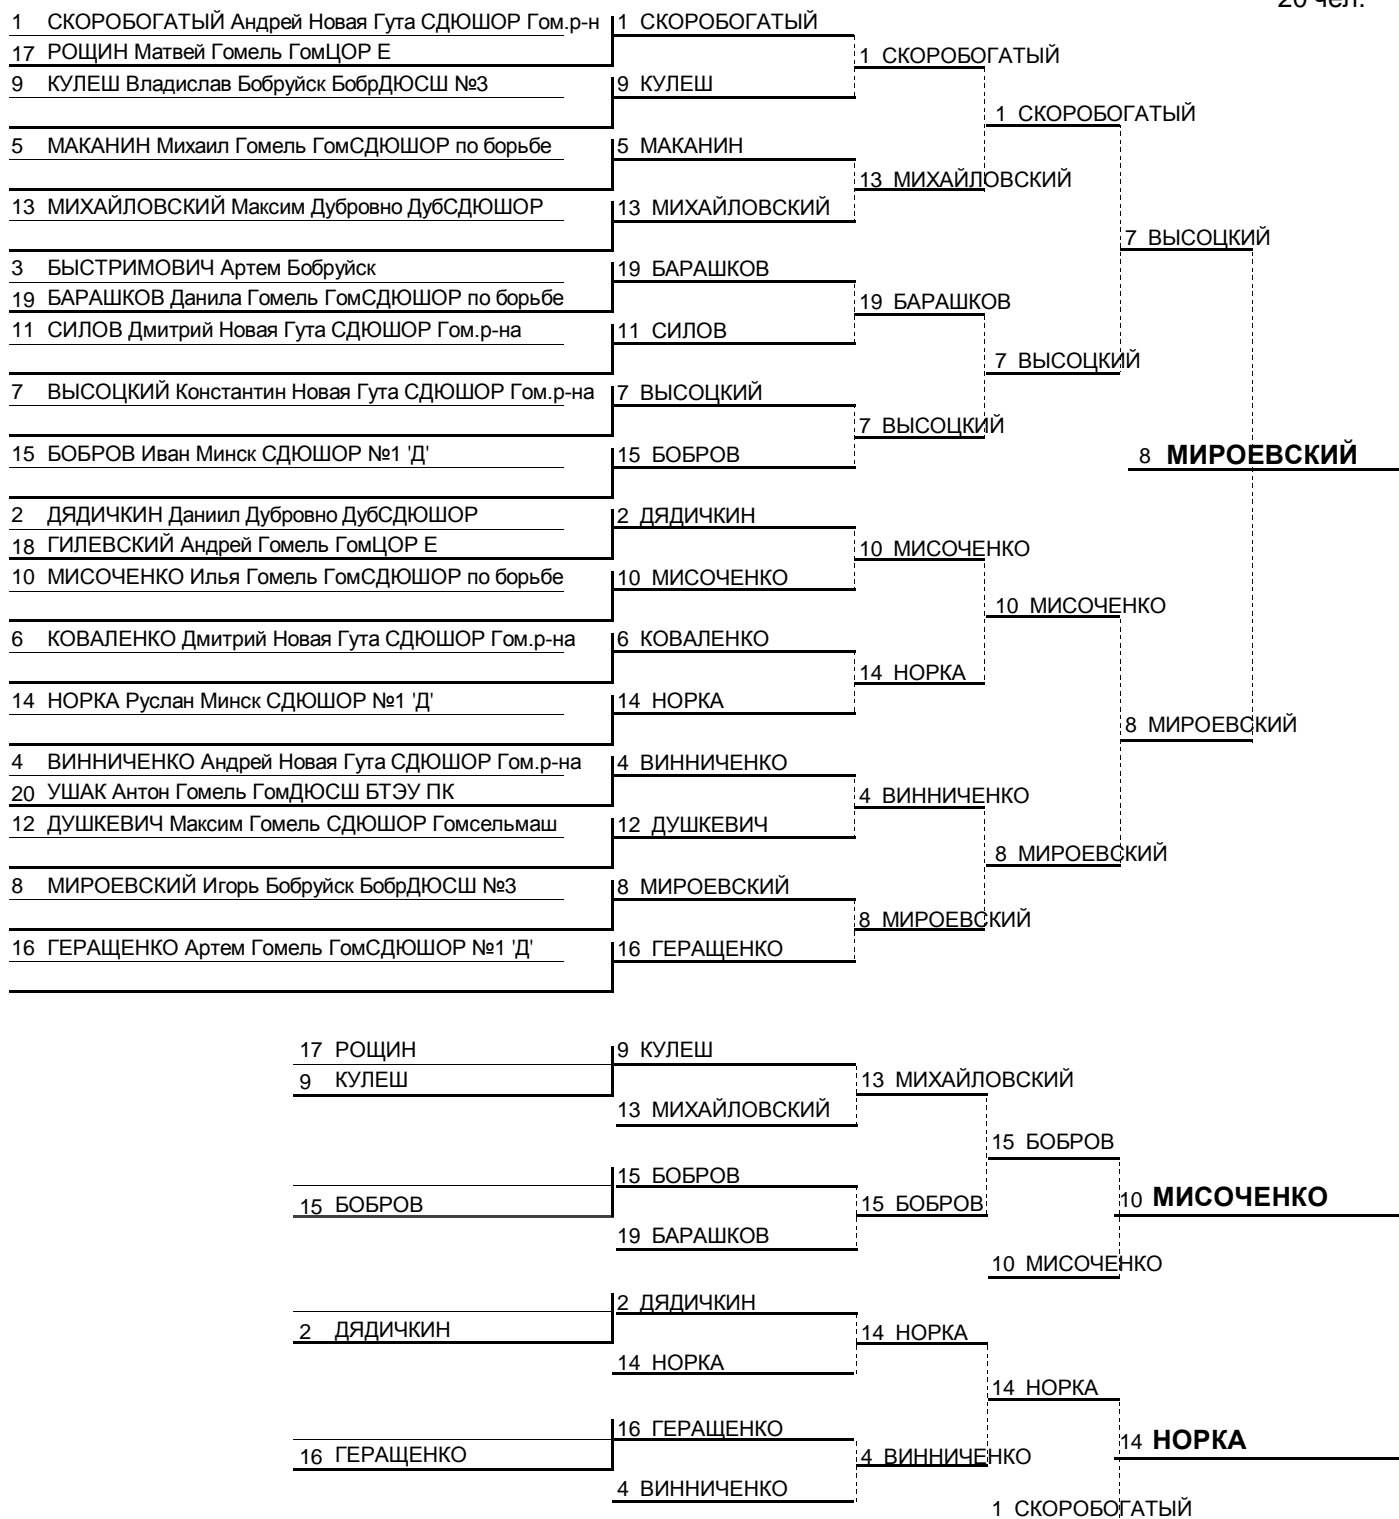 20 чел.
1 СКОРОБОГАТЫЙ Андрей Новая Гута СДЮШОР Гом.р-н 1 СКОРОБОГАТЫЙ
17 РОЩИН Матвей Гомель ГомЦОР Е 1 СКОРОБОГАТЫЙ
9 КУЛЕШ Владислав Бобруйск БобрДЮСШ №3 9 КУЛЕШ
1 СКОРОБОГАТЫЙ
5 МАКАНИН Михаил Гомель ГомСДЮШОР по борьбе 5 МАКАНИН
13 МИХАЙЛОВСКИЙ
13 МИХАЙЛОВСКИЙ Максим Дубровно ДубСДЮШОР 13 МИХАЙЛОВСКИЙ
7 ВЫСОЦКИЙ
3 БЫСТРИМОВИЧ Артем Бобруйск 19 БАРАШКОВ
19 БАРАШКОВ Данила Гомель ГомСДЮШОР по борьбе 19 БАРАШКОВ
11 СИЛОВ Дмитрий Новая Гута СДЮШОР Гом.р-на 11 СИЛОВ
7 ВЫСОЦКИЙ
7 ВЫСОЦКИЙ Константин Новая Гута СДЮШОР Гом.р-на 7 ВЫСОЦКИЙ
7 ВЫСОЦКИЙ
15 БОБРОВ Иван Минск СДЮШОР №1 'Д' 15 БОБРОВ 8 МИРОЕВСКИЙ
2 ДЯДИЧКИН Даниил Дубровно ДубСДЮШОР 2 ДЯДИЧКИН
18 ГИЛЕВСКИЙ Андрей Гомель ГомЦОР Е 10 МИСОЧЕНКО
10 МИСОЧЕНКО Илья Гомель ГомСДЮШОР по борьбе 10 МИСОЧЕНКО
10 МИСОЧЕНКО
6 КОВАЛЕНКО Дмитрий Новая Гута СДЮШОР Гом.р-на 6 КОВАЛЕНКО
14 НОРКА
14 НОРКА Руслан Минск СДЮШОР №1 'Д' 14 НОРКА
8 МИРОЕВСКИЙ
4 ВИННИЧЕНКО Андрей Новая Гута СДЮШОР Гом.р-на 4 ВИННИЧЕНКО
20 УШАК Антон Гомель ГомДЮСШ БТЭУ ПК 4 ВИННИЧЕНКО
12 ДУШКЕВИЧ Максим Гомель СДЮШОР Гомсельмаш 12 ДУШКЕВИЧ
8 МИРОЕВСКИЙ
8 МИРОЕВСКИЙ Игорь Бобруйск БобрДЮСШ №3 8 МИРОЕВСКИЙ
8 МИРОЕВСКИЙ
16 ГЕРАЩЕНКО Артем Гомель ГомСДЮШОР №1 'Д' 16 ГЕРАЩЕНКО
17 РОЩИН 9 КУЛЕШ
9 КУЛЕШ 13 МИХАЙЛОВСКИЙ
13 МИХАЙЛОВСКИЙ
15 БОБРОВ
15 БОБРОВ
15 БОБРОВ 15 БОБРОВ 10 МИСОЧЕНКО
19 БАРАШКОВ
10 МИСОЧЕНКО
2 ДЯДИЧКИН
2 ДЯДИЧКИН 14 НОРКА
14 НОРКА
14 НОРКА
16 ГЕРАЩЕНКО
14 НОРКА
16 ГЕРАЩЕНКО 4 ВИННИЧЕНКО
4 ВИННИЧЕНКО
1 СКОРОБОГАТЫЙ